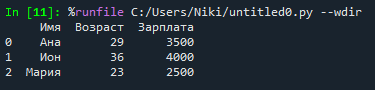 In [11]: %runfile C:/Users/Niki/untitled0.py --wdir
Имя Возраст Зарплата
0 Ана 29 3500
1 Ион 36 4000
2 Мария 23 2500